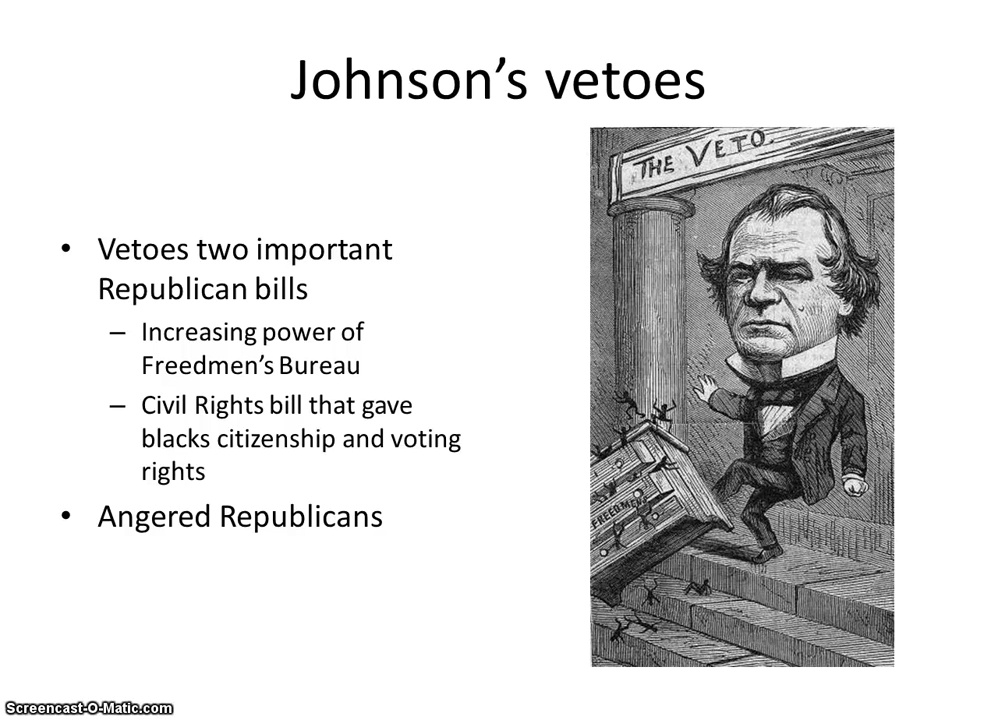 Johnson’s vetoes
THE VETO.
• Vetoes two important
Republican bills
– Increasing power of
Freedmen’s Bureau
– Civil Rights bill that gave
blacks citizenship and voting
rights
• Angered Republicans
FREEDMEN
Screencast-O-Matic.com